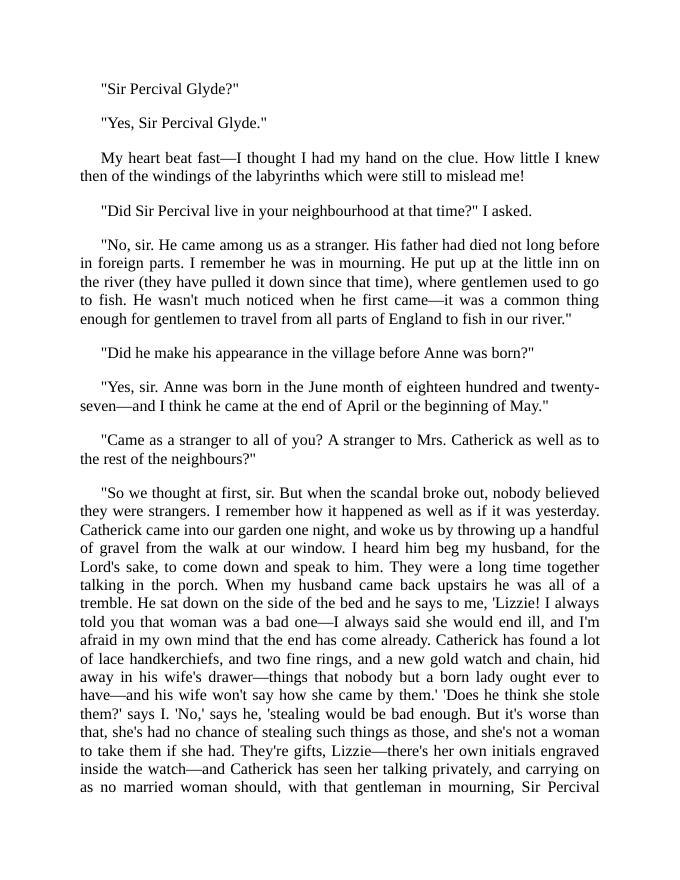 "Sir Percival Glyde?"
"Yes, Sir Percival Glyde."
My heart beat fast—I thought I had my hand on the clue. How little I knew
then of the windings of the labyrinths which were still to mislead me!
"Did Sir Percival live in your neighbourhood at that time?" I asked.
"No, sir. He came among us as a stranger. His father had died not long before
in foreign parts. I remember he was in mourning. He put up at the little inn on
the river (they have pulled it down since that time), where gentlemen used to go
to fish. He wasn't much noticed when he first came—it was a common thing
enough for gentlemen to travel from all parts of England to fish in our river."
"Did he make his appearance in the village before Anne was born?"
"Yes, sir. Anne was born in the June month of eighteen hundred and twenty-
seven—and I think he came at the end of April or the beginning of May."
"Came as a stranger to all of you? A stranger to Mrs. Catherick as well as to
the rest of the neighbours?"
"So we thought at first, sir. But when the scandal broke out, nobody believed
they were strangers. I remember how it happened as well as if it was yesterday.
Catherick came into our garden one night, and woke us by throwing up a handful
of gravel from the walk at our window. I heard him beg my husband, for the
Lord's sake, to come down and speak to him. They were a long time together
talking in the porch. When my husband came back upstairs he was all of a
tremble. He sat down on the side of the bed and he says to me, 'Lizzie! I always
told you that woman was a bad one—I always said she would end ill, and I'm
afraid in my own mind that the end has come already. Catherick has found a lot
of lace handkerchiefs, and two fine rings, and a new gold watch and chain, hid
away in his wife's drawer—things that nobody but a born lady ought ever to
have—and his wife won't say how she came by them.' 'Does he think she stole
them?' says I. 'No,' says he, 'stealing would be bad enough. But it's worse than
that, she's had no chance of stealing such things as those, and she's not a woman
to take them if she had. They're gifts, Lizzie—there's her own initials engraved
inside the watch—and Catherick has seen her talking privately, and carrying on
as no married woman should, with that gentleman in mourning, Sir Percival